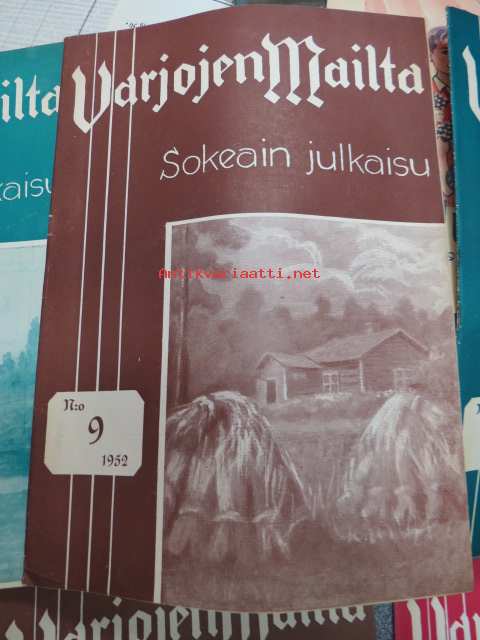 Varjojen Mailta
Sokeain julkaisu
Antikvariaatti.net
N:o
9
1952
ilta
kaisu
Varjojen Mailta